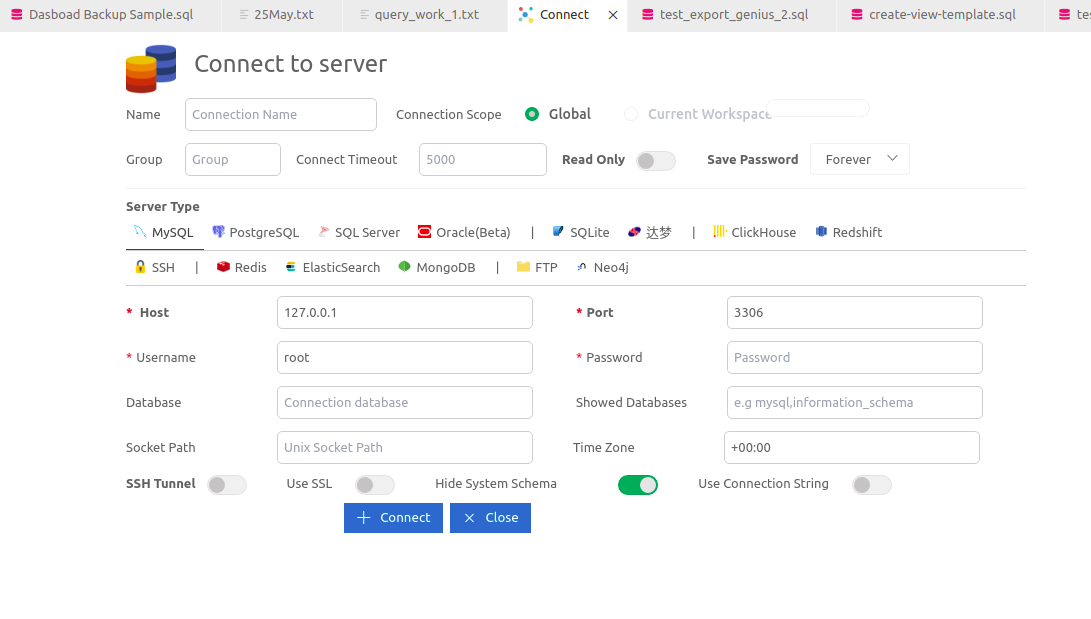 Dasboad Backup Sample.sql 25May.txt query_work_1.txt Connect test_export_genius_2.sql create-view-template.sql
Connect to server
Name Connection Name Connection Scope Global Current Workspace
Group Group Connect Timeout 5000 Read Only Save Password Forever
Server Type
MySQL PostgreSQL SQL Server Oracle(Beta) | SQLite 达梦 | ClickHouse Redshift
SSH | Redis ElasticSearch MongoDB | FTP Neo4j
* Host 127.0.0.1 * Port 3306
* Username root * Password Password
Database Connection database Showed Databases e.g mysql,information_schema
Socket Path Unix Socket Path Time Zone +00:00
SSH Tunnel Use SSL Hide System Schema Use Connection String
Connect Close